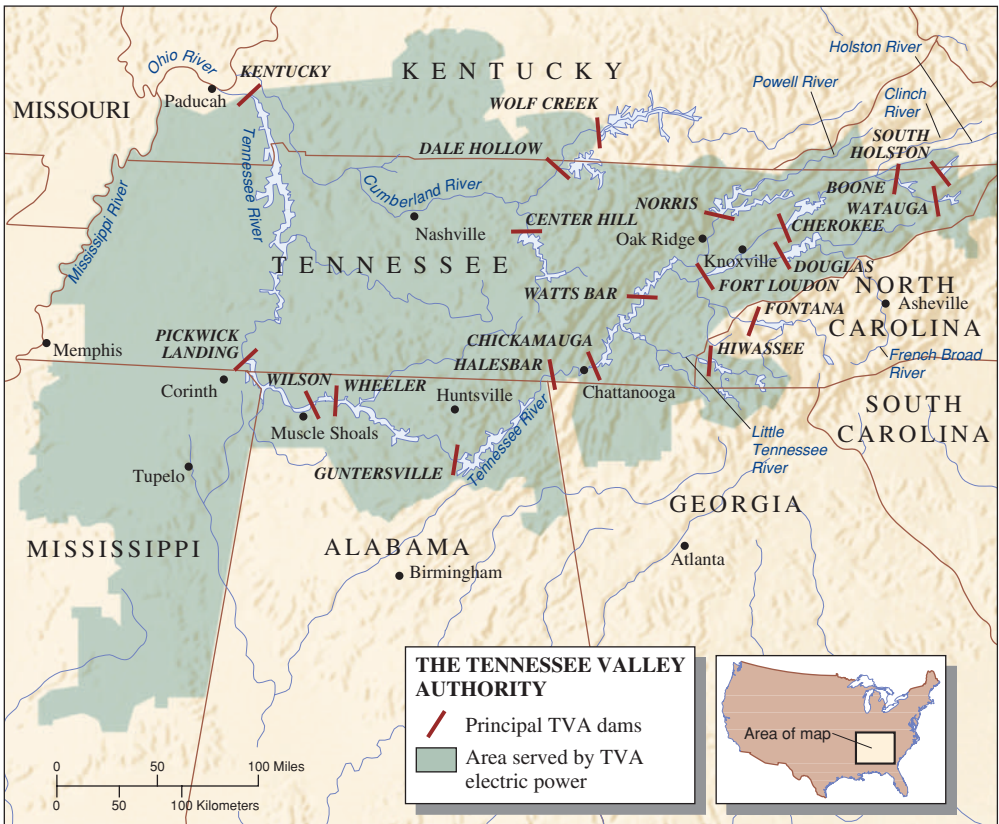 Ohio River
KENTUCKY
Paducah
MISSOURI
KENTUCKY
Holston River
Powell River
Clinch
River
WOLF CREEK
DALE HOLLOW
SOUTH
HOLSTON
BOONE
WATAUGA
Tennessee River
Cumberland River
Mississippi River
Nashville
CENTER HILL
NORRIS
Oak Ridge
CHEROKEE
Knoxville
DOUGLAS
TENNESSEE
FORT LOUDON
NORTH
CAROLINA
Asheville
WATTS BAR
FONTANA
Memphis
PICKWICK
LANDING
CHICKAMAUGA
HALESBAR
HIWASSEE
French Broad
River
Corinth
WILSON
WHEELER
Huntsville
Chattanooga
Muscle Shoals
Tennessee River
SOUTH
CAROLINA
Little
Tennessee
River
Tupelo
GUNTERSVILLE
GEORGIA
MISSISSIPPI
ALABAMA
Birmingham
Atlanta
THE TENNESSEE VALLEY
AUTHORITY
Principal TVA dams
Area served by TVA
electric power
Area of map
0 50 100 Miles
0 50 100 Kilometers